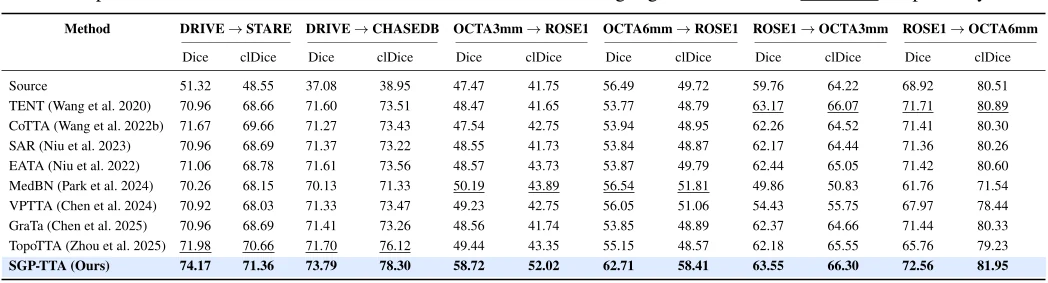 Method DRIVE → STARE DRIVE → CHASEDB OCTA3mm → ROSE1 OCTA6mm → ROSE1 ROSE1 → OCTA3mm ROSE1 → OCTA6mm
Dice clDice Dice clDice Dice clDice Dice clDice Dice clDice Dice clDice
Source 51.32 48.55 37.08 38.95 47.47 41.75 56.49 49.72 59.76 64.22 68.92 80.51
TENT (Wang et al. 2020) 70.96 68.66 71.60 73.51 48.47 41.65 53.77 48.79 63.17 66.07 71.71 80.89
CoTTA (Wang et al. 2022b) 71.67 69.66 71.27 73.43 47.54 42.75 53.94 48.95 62.26 64.52 71.41 80.30
SAR (Niu et al. 2023) 70.96 68.69 71.37 73.22 48.55 41.73 53.84 48.87 62.17 64.44 71.36 80.26
EATA (Niu et al. 2022) 71.06 68.78 71.61 73.56 48.57 43.73 53.87 49.79 62.44 65.05 71.42 80.60
MedBN (Park et al. 2024) 70.26 68.15 70.13 71.33 50.19 43.89 56.54 51.81 49.86 50.83 61.76 71.54
VPTTA (Chen et al. 2024) 70.92 68.03 71.33 73.47 49.23 42.75 56.05 51.06 54.43 55.75 67.97 78.44
GraTa (Chen et al. 2025) 70.96 68.69 71.41 73.26 48.56 41.74 53.85 48.89 62.37 64.66 71.44 80.33
TopoTTA (Zhou et al. 2025) 71.98 70.66 71.70 76.12 49.44 43.35 55.15 48.57 62.18 65.55 65.76 79.23
SGP-TTA (Ours) 74.17 71.36 73.79 78.30 58.72 52.02 62.71 58.41 63.55 66.30 72.56 81.95